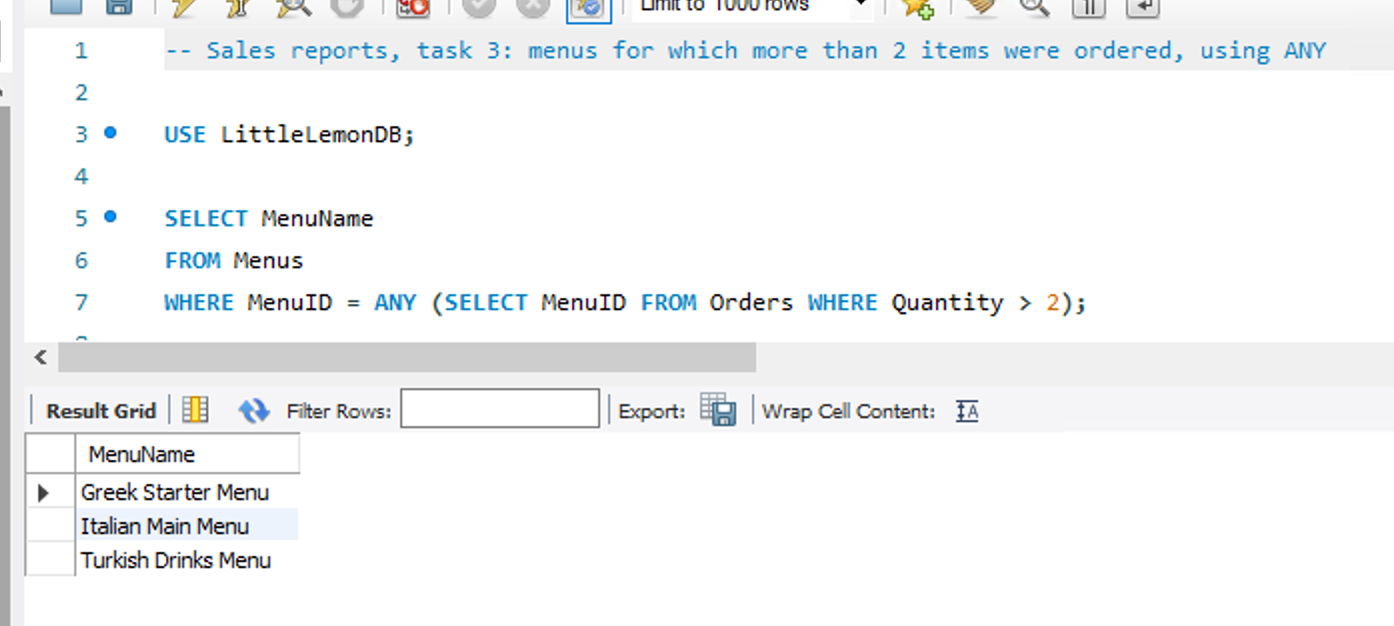 Limit to 1000 rows
1 -- Sales reports, task 3: menus for which more than 2 items were ordered, using ANY
2
3 USE LittleLemonDB;
4
5 SELECT MenuName
6 FROM Menus
7 WHERE MenuID = ANY (SELECT MenuID FROM Orders WHERE Quantity > 2);
Result Grid Filter Rows: Export: Wrap Cell Content:
MenuName
Greek Starter Menu
Italian Main Menu
Turkish Drinks Menu